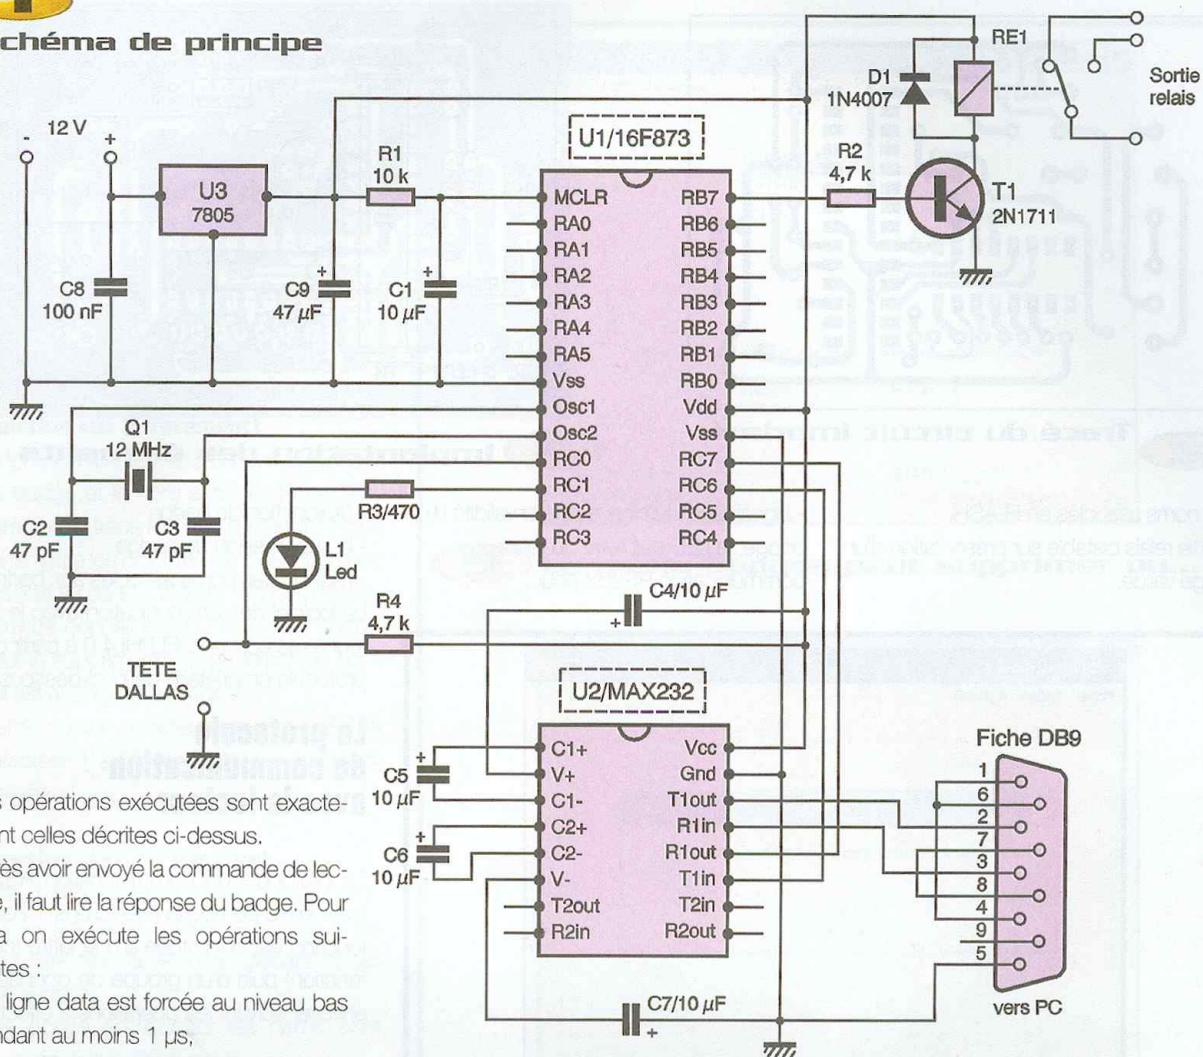 chéma de principe
12 V
-
+
U3
7805
R1
10 k
C8
100 nF
C9
47 µF
+
C1
10 µF
+
U1/16F873
MCLR
RA0
RA1
RA2
RA3
RA4
RA5
Vss
Osc1
Osc2
RC0
RC1
RC2
RC3
RB7
RB6
RB5
RB4
RB3
RB2
RB1
RB0
Vdd
Vss
RC7
RC6
RC5
RC4
R2
4,7 k
D1
1N4007
RE1
T1
2N1711
Sortie
relais
Q1
12 MHz
C2
47 pF
C3
47 pF
R3/470
L1
Led
R4
4,7 k
TETE
DALLAS
C4/10 µF
+
U2/MAX232
C1+
V+
C1-
C2+
C2-
V-
T2out
R2in
Vcc
Gnd
T1out
R1in
R1out
T1in
T2in
R2out
C5
10 µF
+
C6
10 µF
+
C7/10 µF
+
Fiche DB9
1
6
2
7
3
8
4
9
5
vers PC
s opérations exécutées sont exacte-
nt celles décrites ci-dessus.
rès avoir envoyé la commande de lec-
e, il faut lire la réponse du badge. Pour
a on exécute les opérations sui-
tes :
ligne data est forcée au niveau bas
ndant au moins 1 µs,